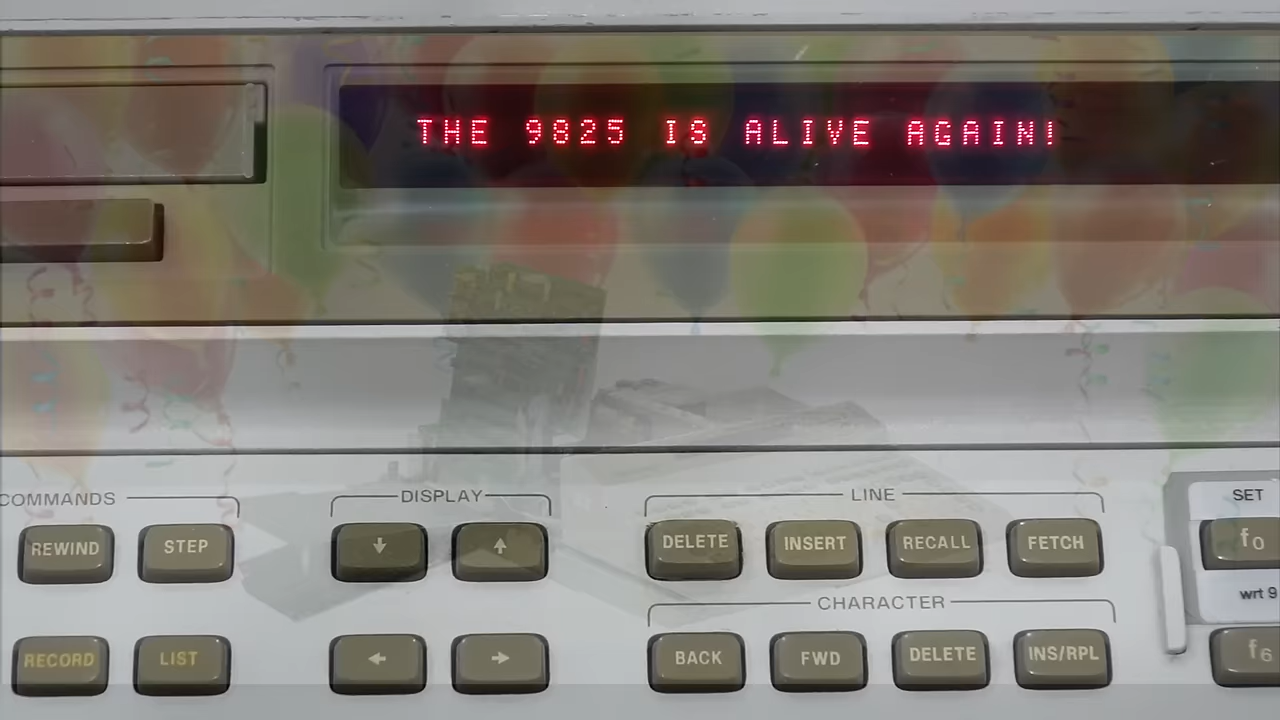 THE 9825 IS ALIVE AGAIN!
COMMANDS DISPLAY LINE SET
REWIND STEP ↓ ↑ DELETE INSERT RECALL FETCH f0
CHARACTER wrt 9
RECORD LIST ← → BACK FWD DELETE INS/RPL f6